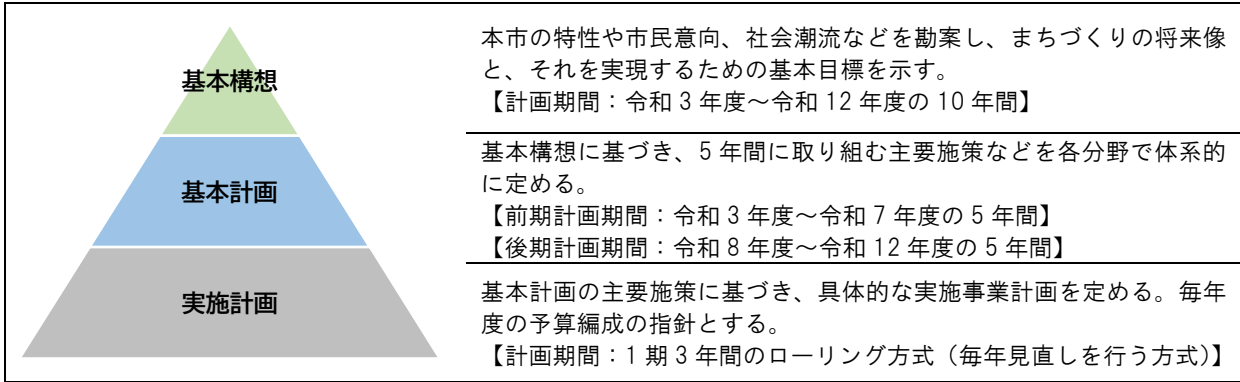 基本構想
本市の特性や市民意向、社会潮流などを勘案し、まちづくりの将来像
と、それを実現するための基本目標を示す。
【計画期間：令和 3 年度～令和 12 年度の 10 年間】
基本計画
基本構想に基づき、5 年間に取り組む主要施策などを各分野で体系的
に定める。
【前期計画期間：令和 3 年度～令和 7 年度の 5 年間】
【後期計画期間：令和 8 年度～令和 12 年度の 5 年間】
実施計画
基本計画の主要施策に基づき、具体的な実施事業計画を定める。毎年
度の予算編成の指針とする。
【計画期間：1 期 3 年間のローリング方式（毎年見直しを行う方式）】